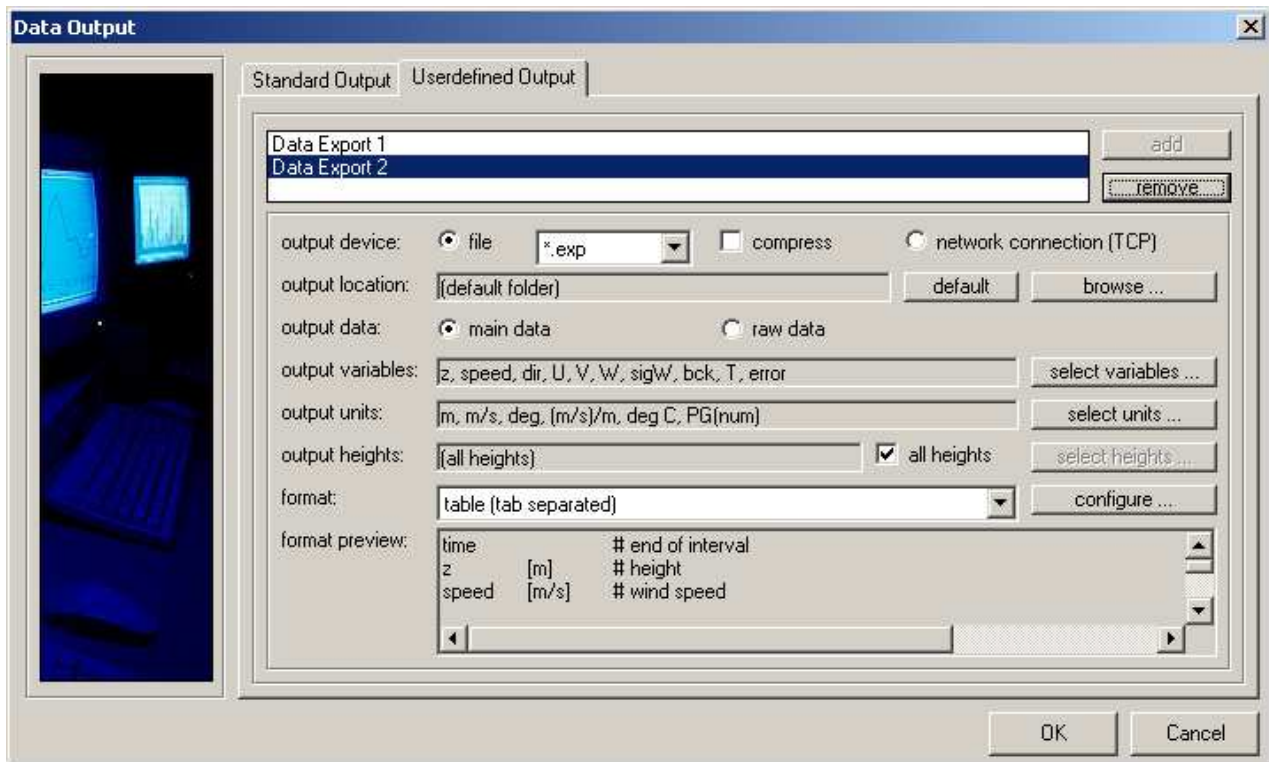 Data Output
Standard Output Userdefined Output
Data Export 1 add
Data Export 2 remove
output device: file *.exp compress network connection (TCP)
output location: (default folder) default browse ...
output data: main data raw data
output variables: z, speed, dir, U, V, W, sigW, bck, T, error select variables ...
output units: m, m/s, deg, (m/s)/m, deg C, PG(num) select units ...
output heights: (all heights) all heights select heights ...
format: table (tab separated) configure ...
format preview: time # end of interval
z [m] # height
speed [m/s] # wind speed
OK Cancel